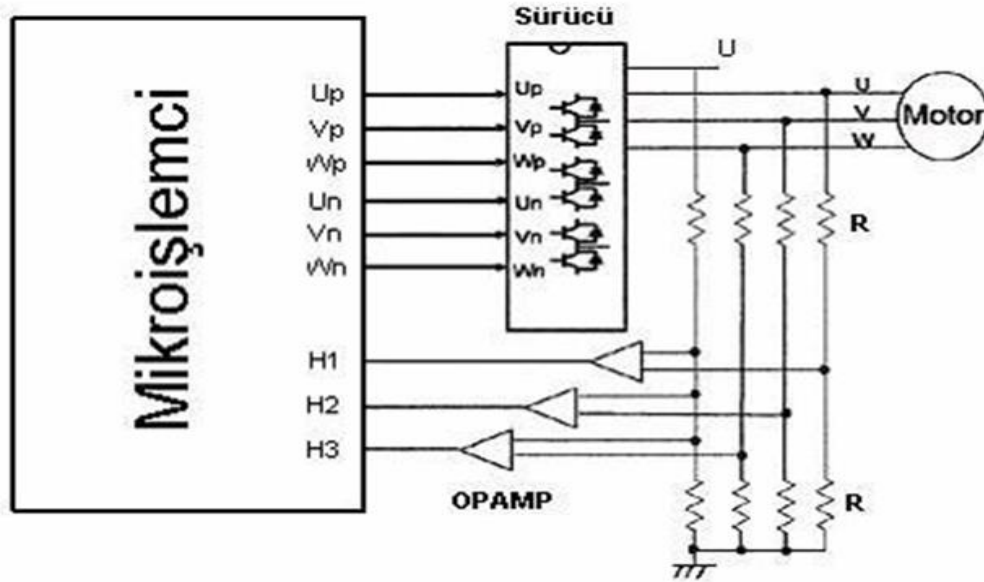 Sürücü
U
Mikroişlemci
Up
Vp
Wp
Un
Vn
Wn
H1
H2
H3
Up
Vp
Wp
Un
Vn
Wn
U
V
W
Motor
R
R
OPAMP